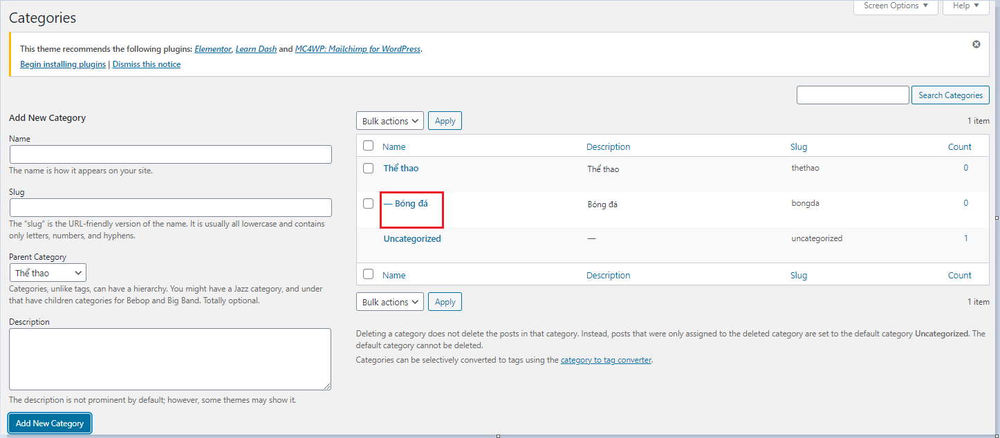 Screen Options ▼
Help ▼
Categories
This theme recommends the following plugins: Elementor, Learn Dash and MC4WP: Mailchimp for WordPress.
Begin installing plugins | Dismiss this notice
Search Categories
Add New Category
Name
The name is how it appears on your site.
Slug
The “slug” is the URL-friendly version of the name. It is usually all lowercase and contains
only letters, numbers, and hyphens.
Parent Category
Thể thao
Categories, unlike tags, can have a hierarchy. You might have a Jazz category, and under
that have children categories for Bebop and Big Band. Totally optional.
Description
The description is not prominent by default; however, some themes may show it.
Add New Category
Bulk actions Apply 1 item
Name Description Slug Count
Thể thao Thể thao thethao 0
— Bóng đá Bóng đá bongda 0
Uncategorized — uncategorized 1
Name Description Slug Count
Bulk actions Apply 1 item
Deleting a category does not delete the posts in that category. Instead, posts that were only assigned to the deleted category are set to the default category Uncategorized. The
default category cannot be deleted.
Categories can be selectively converted to tags using the category to tag converter.